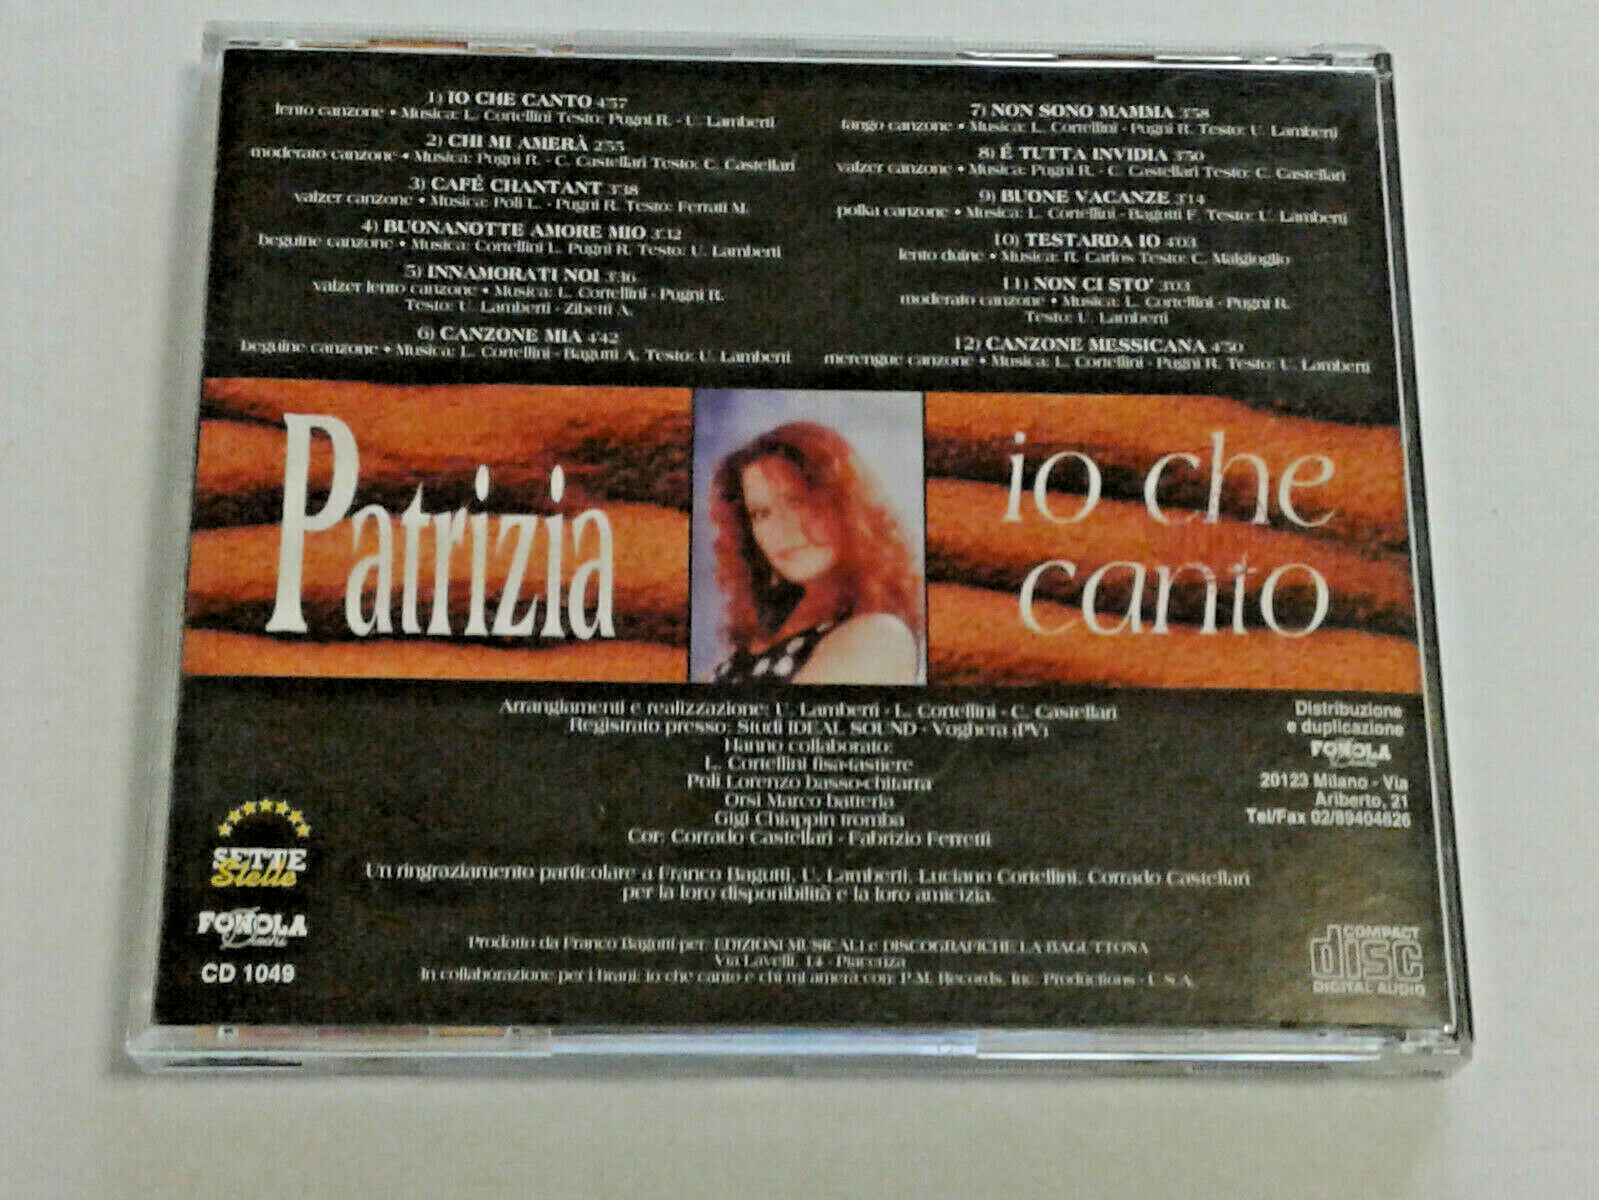 1) IO CHE CANTO 4'57
lento canzone • Musica: L. Cortellini Testo: Pugni R. - U. Lamberti
2) CHI MI AMERÀ 2'55
moderato canzone • Musica: Pugni R. - C. Castellari Testo: C. Castellari
3) CAFÉ CHANTANT 3'38
valzer canzone • Musica: Poli L. - Pugni R. Testo: Ferrati M.
4) BUONANOTTE AMORE MIO 3'32
beguine canzone • Musica: Cortellini L. Pugni R. Testo: U. Lamberti
5) INNAMORATI NOI 3'36
valzer lento canzone • Musica: L. Cortellini - Pugni R.
Testo: U. Lamberti - Zibetti A.
6) CANZONE MIA 4'42
beguine canzone • Musica: L. Cortellini - Bagutti A. Testo: U. Lamberti
7) NON SONO MAMMA 3'58
tango canzone • Musica: L. Cortellini - Pugni R. Testo: U. Lamberti
8) É TUTTA INVIDIA 3'50
valzer canzone • Musica: Pugni R. - C. Castellari Testo: C. Castellari
9) BUONE VACANZE 3'14
polka canzone • Musica: L. Cortellini - Bagutti F. Testo: U. Lamberti
10) TESTARDA IO 4'03
lento duine • Musica: R. Carlos Testo: C. Malgioglio
11) NON CI STO' 3'03
moderato canzone • Musica: L. Cortellini - Pugni R.
Testo: U. Lamberti
12) CANZONE MESSICANA 4'50
merengue canzone • Musica: L. Cortellini - Pugni R. Testo: U. Lamberti
Patrizia
io che
canto
Arrangiamenti e realizzazione: U. Lamberti - L. Cortellini - C. Castellari
Registrato presso: Studi IDEAL SOUND - Voghera (PV)
Hanno collaborato:
L. Cortellini fisa-tastiere
Poli Lorenzo basso-chitarra
Orsi Marco batteria
Gigi Chiappin tromba
Cor: Corrado Castellari - Fabrizio Ferretti
Un ringraziamento particolare a Franco Bagutti, U. Lamberti, Luciano Cortellini, Corrado Castellari
per la loro disponibilità e la loro amicizia.
Prodotto da Franco Bagutti per: EDIZIONI MUSICALI e DISCOGRAFICHE LA BAGUTTONA
Via Lavelli, 14 - Piacenza
In collaborazione per i brani: io che canto e chi mi amerà con: P.M. Records, Inc. Productions - U.S.A.
Distribuzione
e duplicazione
FONOLA
Dischi
20123 Milano - Via
Ariberto, 21
Tel/Fax 02/89404626
SETTE
Stelle
FONOLA
Dischi
CD 1049
COMPACT
disc
DIGITAL AUDIO